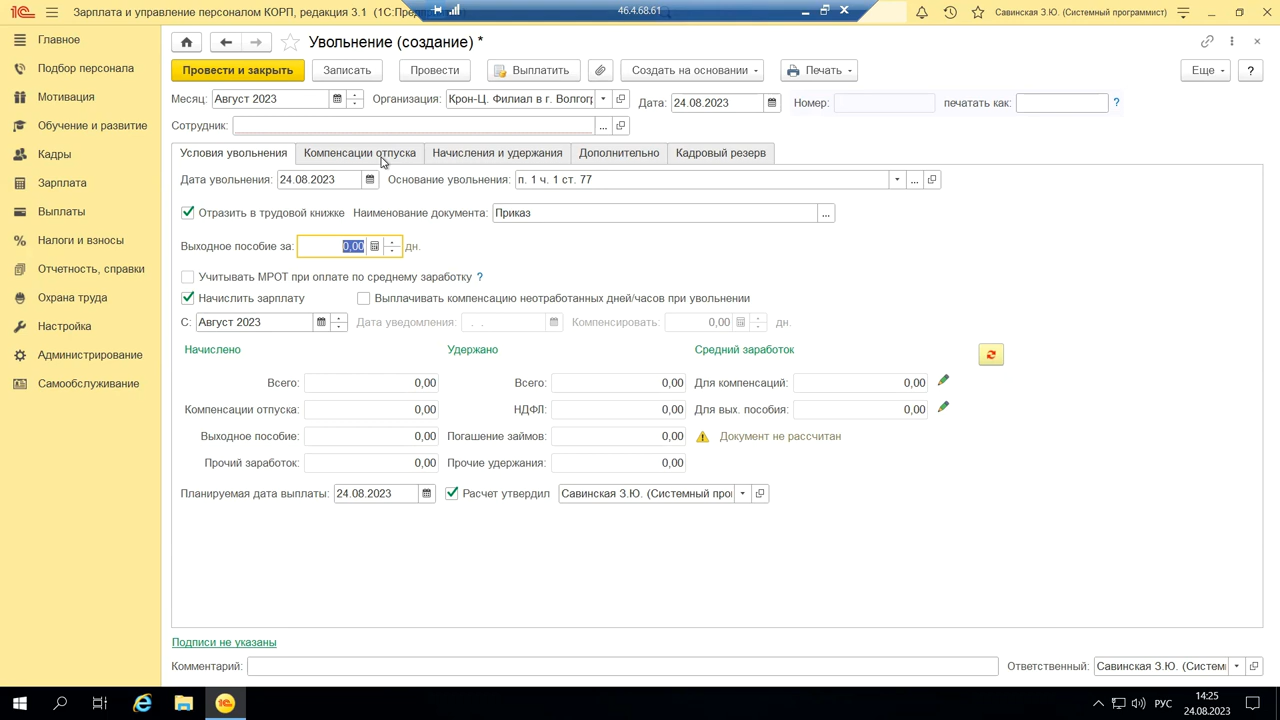 Зарплата и управление персоналом КОРП, редакция 3.1 (1С:Предпр
46.4.68.61
Савинская З.Ю. (Системный программист)
Главное
Подбор персонала
Мотивация
Обучение и развитие
Кадры
Зарплата
Выплаты
Налоги и взносы
Отчетность, справки
Охрана труда
Настройка
Администрирование
Самообслуживание
Увольнение (создание) *
Провести и закрыть Записать Провести Выплатить Создать на основании Печать Еще ?
Месяц: Август 2023 Организация: Крон-Ц. Филиал в г. Волгогр Дата: 24.08.2023 Номер: печатать как: ?
Сотрудник: ...
Условия увольнения Компенсации отпуска Начисления и удержания Дополнительно Кадровый резерв
Дата увольнения: 24.08.2023 Основание увольнения: п. 1 ч. 1 ст. 77 ...
Отразить в трудовой книжке Наименование документа: Приказ ...
Выходное пособие за: 0,00 дн.
Учитывать МРОТ при оплате по среднему заработку ?
Начислить зарплату Выплачивать компенсацию неотработанных дней/часов при увольнении
С: Август 2023 Дата уведомления: . . Компенсировать: 0,00 дн.
Начислено Удержано Средний заработок
Всего: 0,00 Всего: 0,00 Для компенсаций: 0,00
Компенсации отпуска: 0,00 НДФЛ: 0,00 Для вых. пособия: 0,00
Выходное пособие: 0,00 Погашение займов: 0,00 Документ не рассчитан
Прочий заработок: 0,00 Прочие удержания: 0,00
Планируемая дата выплаты: 24.08.2023 Расчет утвердил Савинская З.Ю. (Системный прог
Подписи не указаны
Комментарий: Ответственный: Савинская З.Ю. (Систем
РУС
14:25
24.08.2023